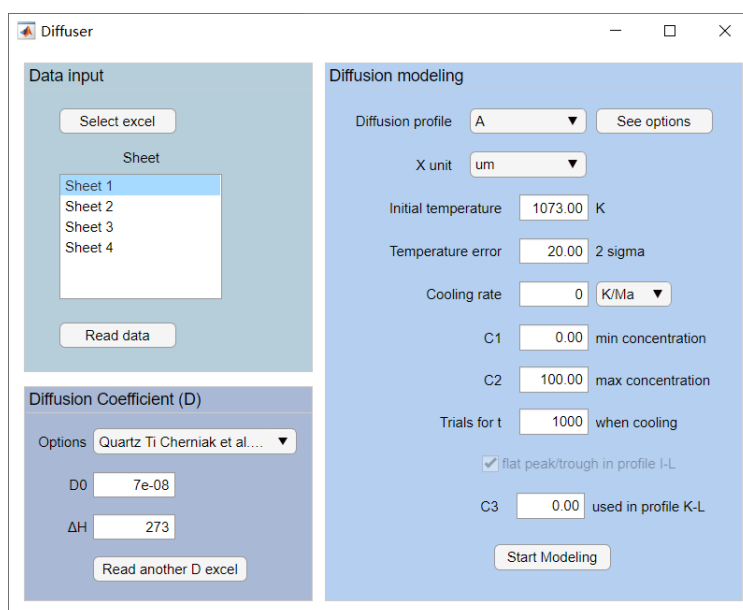 Diffuser
Data input
Select excel
Sheet
Sheet 1
Sheet 2
Sheet 3
Sheet 4
Read data
Diffusion Coefficient (D)
Options Quartz Ti Cherniak et al....
D0 7e-08
ΔH 273
Read another D excel
Diffusion modeling
Diffusion profile A See options
X unit um
Initial temperature 1073.00 K
Temperature error 20.00 2 sigma
Cooling rate 0 K/Ma
C1 0.00 min concentration
C2 100.00 max concentration
Trials for t 1000 when cooling
flat peak/trough in profile I-L
C3 0.00 used in profile K-L
Start Modeling